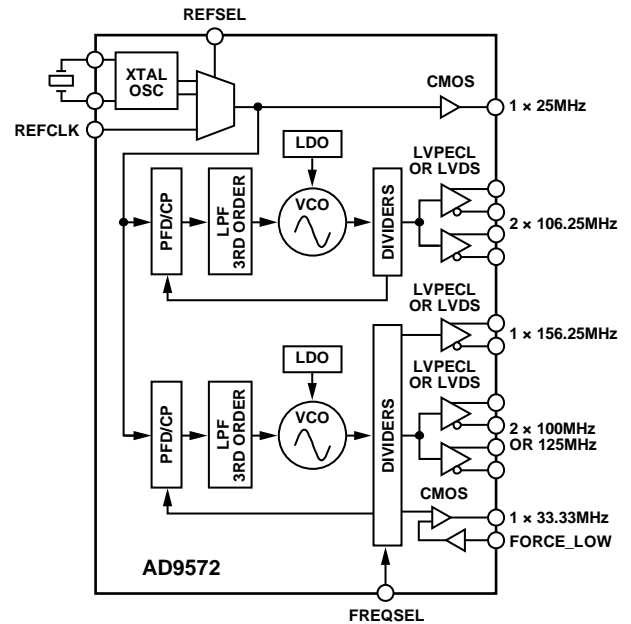 REFSEL
XTAL
OSC
REFCLK
CMOS
1 × 25MHz
LDO
VCO
PFD/CP
LPF
3RD ORDER
DIVIDERS
LVPECL
OR LVDS
2 × 106.25MHz
LVPECL
OR LVDS
1 × 156.25MHz
LDO
VCO
PFD/CP
LPF
3RD ORDER
DIVIDERS
LVPECL
OR LVDS
2 × 100MHz
OR 125MHz
CMOS
1 × 33.33MHz
FORCE_LOW
AD9572
FREQSEL